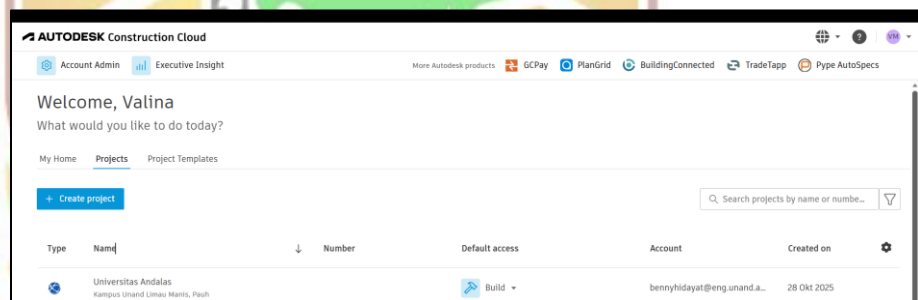 AUTODESK Construction Cloud
VM
Account Admin Executive Insight More Autodesk products GCPay PlanGrid BuildingConnected TradeTapp Pype AutoSpecs
Welcome, Valina
What would you like to do today?
My Home Projects Project Templates
+ Create project Search projects by name or numbe...
Type Name Number Default access Account Created on
Universitas Andalas Build bennyhidayat@eng.unand.a... 28 Okt 2025
Kampus Unand Limau Manis, Pauh